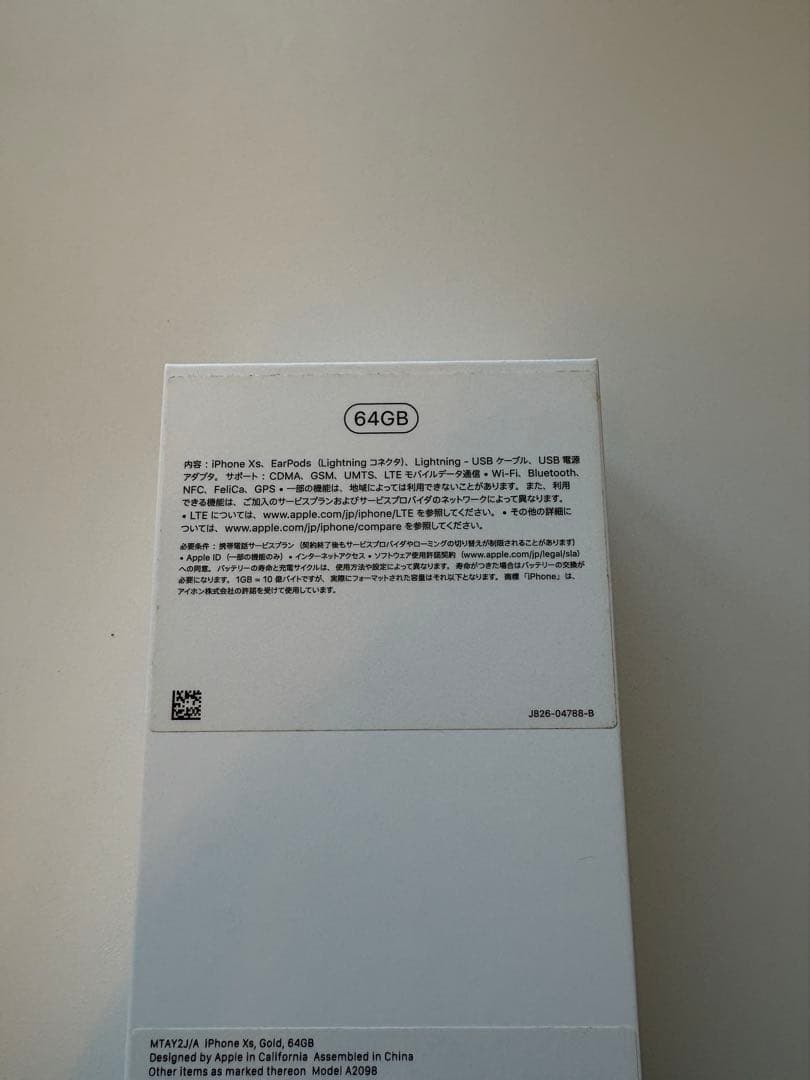 64GB
内容：iPhone Xs、EarPods（Lightning コネクタ）、Lightning - USB ケーブル、USB 電源
アダプタ。サポート：CDMA、GSM、UMTS、LTE モバイルデータ通信 • Wi-Fi、Bluetooth、
NFC、FeliCa、GPS • 一部の機能は、地域によっては利用できないことがあります。また、利用
できる機能は、ご加入のサービスプランおよびサービスプロバイダのネットワークによって異なります。
• LTE については、www.apple.com/jp/iphone/LTE を参照してください。 • その他の詳細に
ついては、www.apple.com/jp/iphone/compare を参照してください。
必要条件：携帯電話サービスプラン（契約終了後もサービスプロバイダやローミングの切り替えが制限されることがあります）
• Apple ID（一部の機能のみ） • インターネットアクセス • ソフトウェア使用許諾契約（www.apple.com/jp/legal/sla）
への同意。バッテリーの寿命と充電サイクルは、使用方法や設定によって異なります。寿命がつきた場合はバッテリーの交換が
必要になります。1GB = 10 億バイトですが、実際にフォーマットされた容量はそれ以下となります。商標「iPhone」は、
アイホン株式会社の許諾を受けて使用しています。
J826-04788-B
MTAY2J/A iPhone Xs, Gold, 64GB
Designed by Apple in California Assembled in China
Other items as marked thereon Model A2098